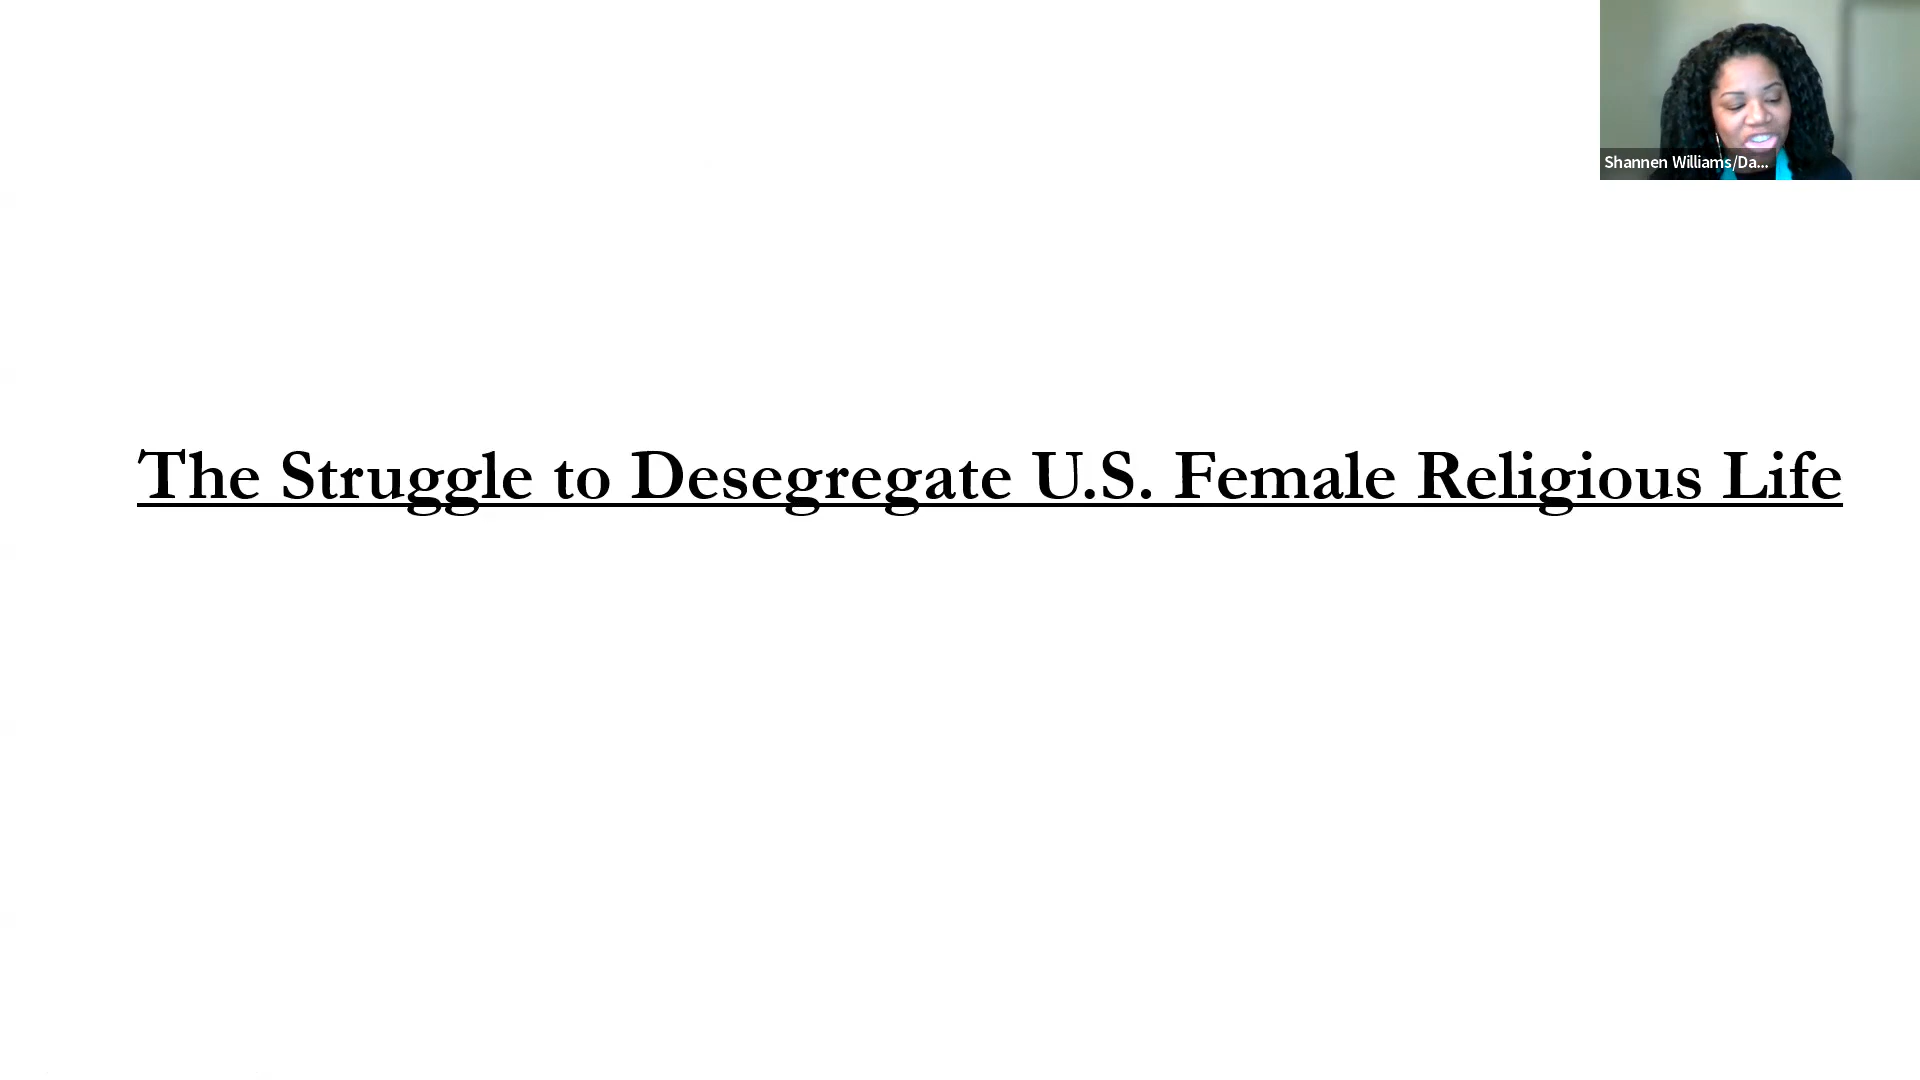 Shannen Williams/Da...
The Struggle to Desegregate U.S. Female Religious Life